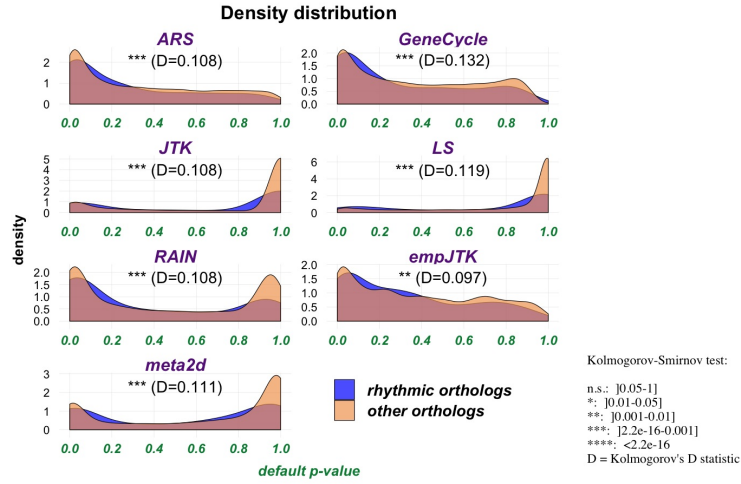 Density distribution
ARS
*** (D=0.108)
2
1
0
0.0 0.2 0.4 0.6 0.8 1.0
GeneCycle
*** (D=0.132)
2.0
1.5
1.0
0.5
0.0
0.0 0.2 0.4 0.6 0.8 1.0
JTK
*** (D=0.108)
5
4
3
2
1
0
0.0 0.2 0.4 0.6 0.8 1.0
LS
*** (D=0.119)
6
4
2
0
0.0 0.2 0.4 0.6 0.8 1.0
density
RAIN
*** (D=0.108)
2.0
1.5
1.0
0.5
0.0
0.0 0.2 0.4 0.6 0.8 1.0
empJTK
** (D=0.097)
2.0
1.5
1.0
0.5
0.0
0.0 0.2 0.4 0.6 0.8 1.0
meta2d
*** (D=0.111)
3
2
1
0
0.0 0.2 0.4 0.6 0.8 1.0
default p-value
rhythmic orthologs
other orthologs
Kolmogorov-Smirnov test:
n.s.: ]0.05-1]
*: ]0.01-0.05]
**: ]0.001-0.01]
***: ]2.2e-16-0.001]
****: <2.2e-16
D = Kolmogorov's D statistic